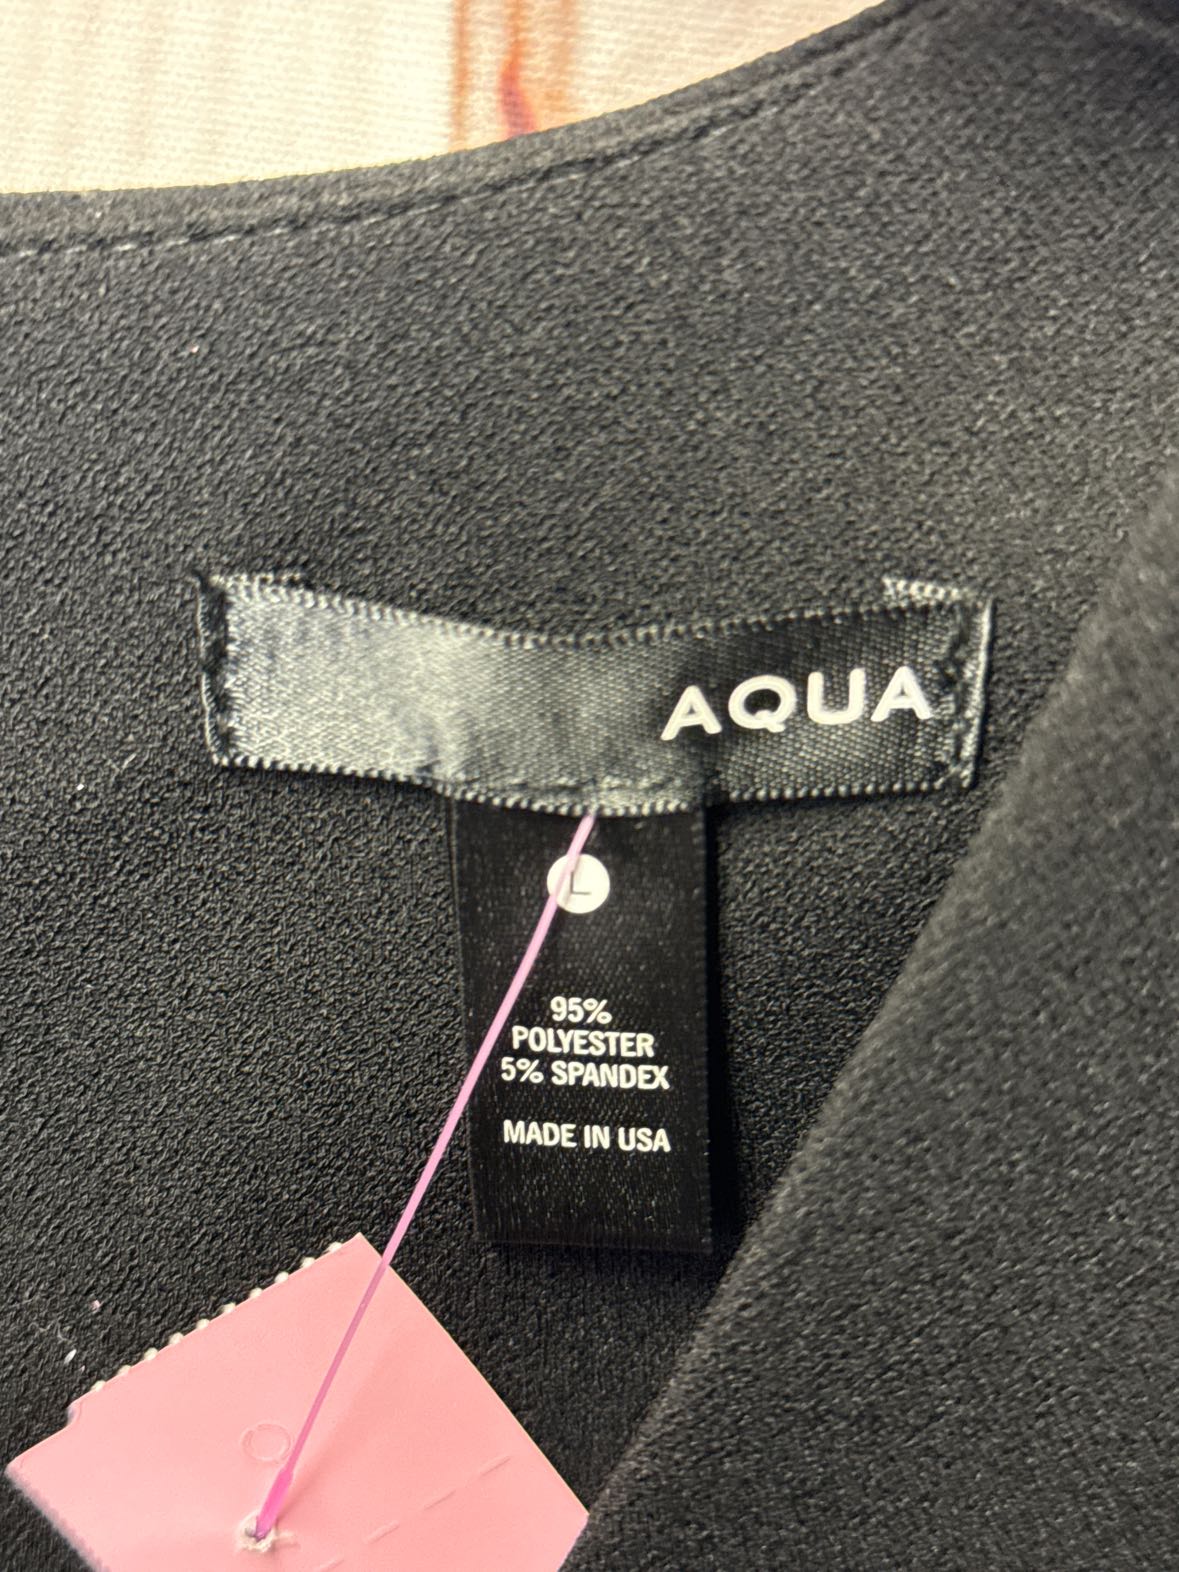 AQUA
L
95%
POLYESTER
5% SPANDEX
MADE IN USA